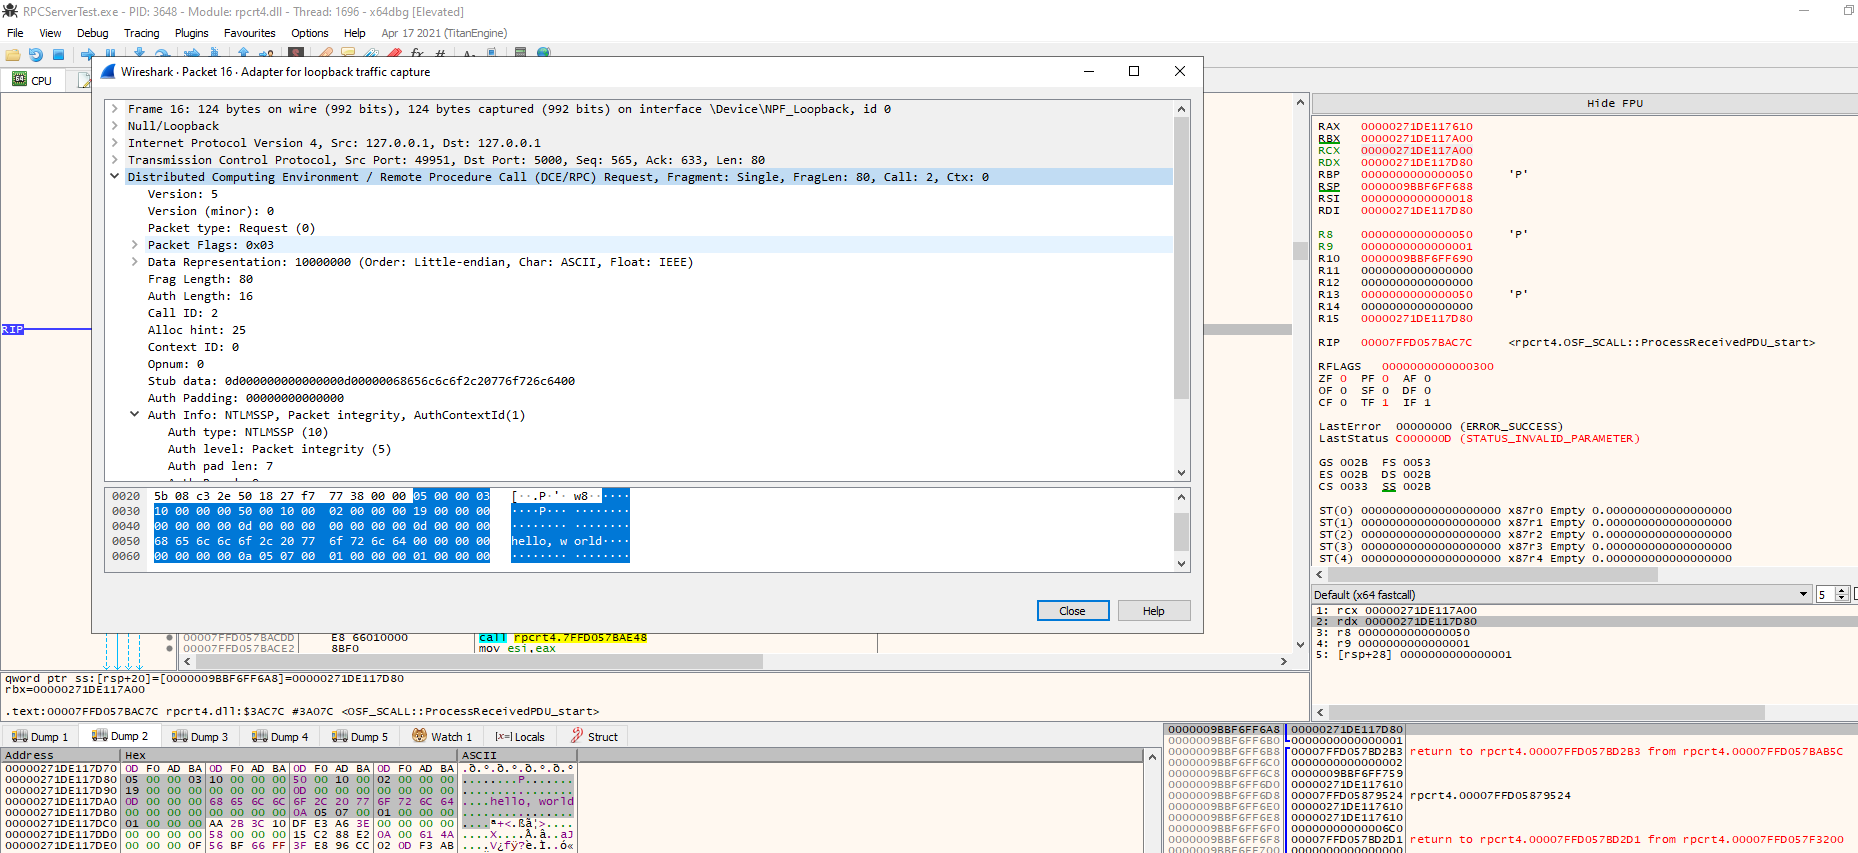 RPCServerTest.exe - PID: 3648 - Module: rpcrt4.dll - Thread: 1696 - x64dbg [Elevated]
File View Debug Tracing Plugins Favourites Options Help Apr 17 2021 (TitanEngine)
CPU
Wireshark · Packet 16 · Adapter for loopback traffic capture
Frame 16: 124 bytes on wire (992 bits), 124 bytes captured (992 bits) on interface \Device\NPF_Loopback, id 0
Null/Loopback
Internet Protocol Version 4, Src: 127.0.0.1, Dst: 127.0.0.1
Transmission Control Protocol, Src Port: 49951, Dst Port: 5000, Seq: 565, Ack: 633, Len: 80
Distributed Computing Environment / Remote Procedure Call (DCE/RPC) Request, Fragment: Single, FragLen: 80, Call: 2, Ctx: 0
Version: 5
Version (minor): 0
Packet type: Request (0)
Packet Flags: 0x03
Data Representation: 10000000 (Order: Little-endian, Char: ASCII, Float: IEEE)
Frag Length: 80
Auth Length: 16
Call ID: 2
Alloc hint: 25
Context ID: 0
Opnum: 0
Stub data: 0d000000000000000d00000068656c6c6f2c20776f726c6400
Auth Padding: 00000000000000
Auth Info: NTLMSSP, Packet integrity, AuthContextId(1)
Auth type: NTLMSSP (10)
Auth level: Packet integrity (5)
Auth pad len: 7
0020 5b 08 c3 2e 50 18 27 f7 77 38 00 00 05 00 00 03 [··.P·'· w8······
0030 10 00 00 00 50 00 10 00 02 00 00 00 19 00 00 00 ····P··· ········
0040 00 00 00 00 0d 00 00 00 00 00 00 00 0d 00 00 00 ········ ········
0050 68 65 6c 6c 6f 2c 20 77 6f 72 6c 64 00 00 00 00 hello, w orld····
0060 00 00 00 00 0a 05 07 00 01 00 00 00 01 00 00 00 ········ ········
Close Help
RIP
00007FFD057BACDD E8 66010000 call rpcrt4.7FFD057BAE48
00007FFD057BACE2 8BF0 mov esi,eax
Hide FPU
RAX 00000271DE117610
RBX 00000271DE117A00
RCX 00000271DE117A00
RDX 00000271DE117D80
RBP 0000000000000050 'P'
RSP 0000009BBF6FF688
RSI 0000000000000018
RDI 00000271DE117D80
R8 0000000000000050 'P'
R9 0000000000000001
R10 0000009BBF6FF690
R11 0000000000000000
R12 0000000000000000
R13 0000000000000050 'P'
R14 0000000000000000
R15 00000271DE117D80
RIP 00007FFD057BAC7C <rpcrt4.OSF_SCALL::ProcessReceivedPDU_start>
RFLAGS 0000000000000300
ZF 0 PF 0 AF 0
OF 0 SF 0 DF 0
CF 0 TF 1 IF 1
LastError 00000000 (ERROR_SUCCESS)
LastStatus C000000D (STATUS_INVALID_PARAMETER)
GS 002B FS 0053
ES 002B DS 002B
CS 0033 SS 002B
ST(0) 00000000000000000000 x87r0 Empty 0.000000000000000000
ST(1) 00000000000000000000 x87r1 Empty 0.000000000000000000
ST(2) 00000000000000000000 x87r2 Empty 0.000000000000000000
ST(3) 00000000000000000000 x87r3 Empty 0.000000000000000000
ST(4) 00000000000000000000 x87r4 Empty 0.000000000000000000
Default (x64 fastcall) 5
1: rcx 00000271DE117A00
2: rdx 00000271DE117D80
3: r8 0000000000000050
4: r9 0000000000000001
5: [rsp+28] 0000000000000001
qword ptr ss:[rsp+20]=[0000009BBF6FF6A8]=00000271DE117D80
rbx=00000271DE117A00
.text:00007FFD057BAC7C rpcrt4.dll:$3AC7C #3A07C <OSF_SCALL::ProcessReceivedPDU_start>
Dump 1 Dump 2 Dump 3 Dump 4 Dump 5 Watch 1 [x=] Locals Struct
Address Hex ASCII
00000271DE117D70 0D F0 AD BA 0D F0 AD BA 0D F0 AD BA 0D F0 AD BA .ð.º.ð.º.ð.º.ð.º
00000271DE117D80 05 00 00 03 10 00 00 00 50 00 10 00 02 00 00 00 ........P.......
00000271DE117D90 19 00 00 00 00 00 00 00 0D 00 00 00 00 00 00 00 ................
00000271DE117DA0 0D 00 00 00 68 65 6C 6C 6F 2C 20 77 6F 72 6C 64 ....hello, world
00000271DE117DB0 00 00 00 00 00 00 00 00 0A 05 07 00 01 00 00 00 ................
00000271DE117DC0 01 00 00 00 AA 2B 3C 10 DF E3 A6 3E 00 00 00 00 ....ª+<.ßã¦>....
00000271DE117DD0 00 00 00 00 58 00 00 00 15 C2 88 E2 0A 00 61 4A ....X....Â.â..aJ
00000271DE117DE0 00 00 00 0F 56 BF 66 FF 3F E8 96 CC 02 0D F3 AB
0000009BBF6FF6A8 00000271DE117D80
0000009BBF6FF6B0 0000000000000001
0000009BBF6FF6B8 00007FFD057BD2B3 return to rpcrt4.00007FFD057BD2B3 from rpcrt4.00007FFD057BAB5C
0000009BBF6FF6C0 0000000000000002
0000009BBF6FF6C8 0000009BBF6FF759
0000009BBF6FF6D0 00000271DE117610
0000009BBF6FF6D8 00007FFD05879524 rpcrt4.00007FFD05879524
0000009BBF6FF6E0 00000271DE117610
0000009BBF6FF6E8 00000271DE117610
0000009BBF6FF6F0 00000000000006C0
0000009BBF6FF6F8 00007FFD057BD2D1 return to rpcrt4.00007FFD057BD2D1 from rpcrt4.00007FFD057F3200
0000009BBF6FF700 0000000000000000